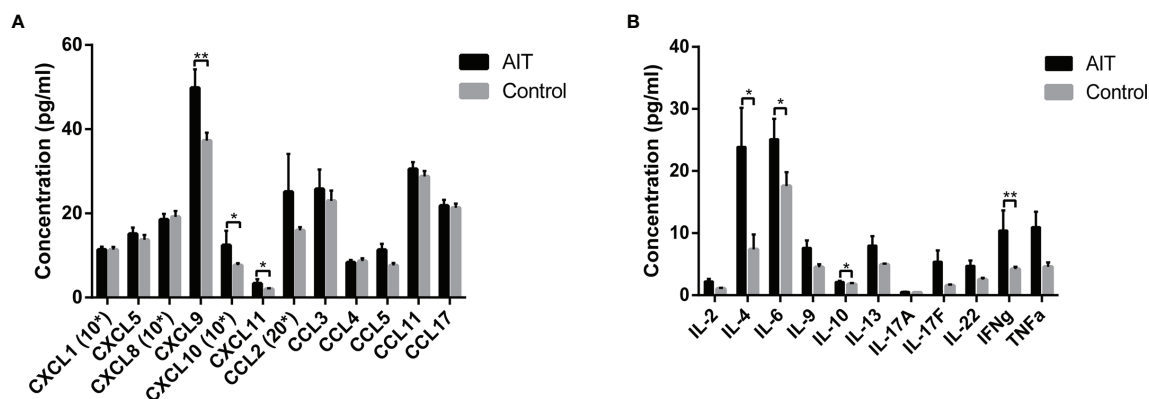 A
Concentration (pg/ml)
60
40
20
0
**
*
*
AIT
Control
CXCL1 (10*)
CXCL5
CXCL8 (10*)
CXCL9
CXCL10 (10*)
CXCL11
CCL2 (20*)
CCL3
CCL4
CCL5
CCL11
CCL17
B
Concentration (pg/ml)
40
30
20
10
0
*
*
*
**
AIT
Control
IL-2
IL-4
IL-6
IL-9
IL-10
IL-13
IL-17A
IL-17F
IL-22
IFNg
TNFa